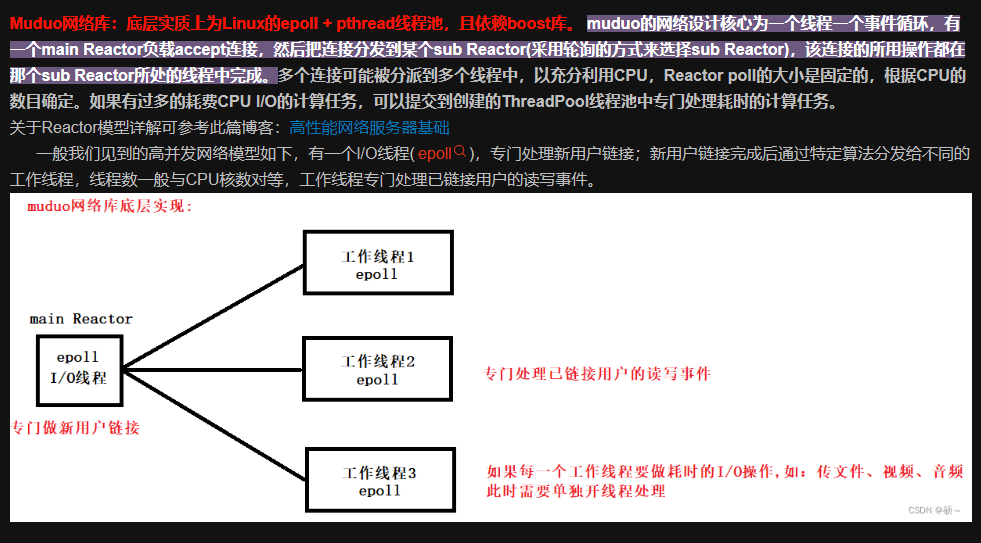 Muduo网络库：底层实质上为Linux的epoll + pthread线程池，且依赖boost库。 muduo的网络设计核心为一个线程一个事件循环，有
一个main Reactor负载accept连接，然后把连接分发到某个sub Reactor(采用轮询的方式来选择sub Reactor)，该连接的所用操作都在
那个sub Reactor所处的线程中完成。多个连接可能被分派到多个线程中，以充分利用CPU，Reactor poll的大小是固定的，根据CPU的
数目确定。如果有过多的耗费CPU I/O的计算任务，可以提交到创建的ThreadPool线程池中专门处理耗时的计算任务。
关于Reactor模型详解可参考此篇博客：高性能网络服务器基础
一般我们见到的高并发网络模型如下，有一个I/O线程( epoll )，专门处理新用户链接；新用户链接完成后通过特定算法分发给不同的
工作线程，线程数一般与CPU核数对等，工作线程专门处理已链接用户的读写事件。
muduo网络库底层实现:
工作线程1
epoll
main Reactor
epoll
I/O线程
专门做新用户链接
工作线程2
epoll
专门处理已链接用户的读写事件
工作线程3
epoll
如果每一个工作线程要做耗时的I/O操作,如：传文件、视频、音频
此时需要单独开线程处理
CSDN @硕~